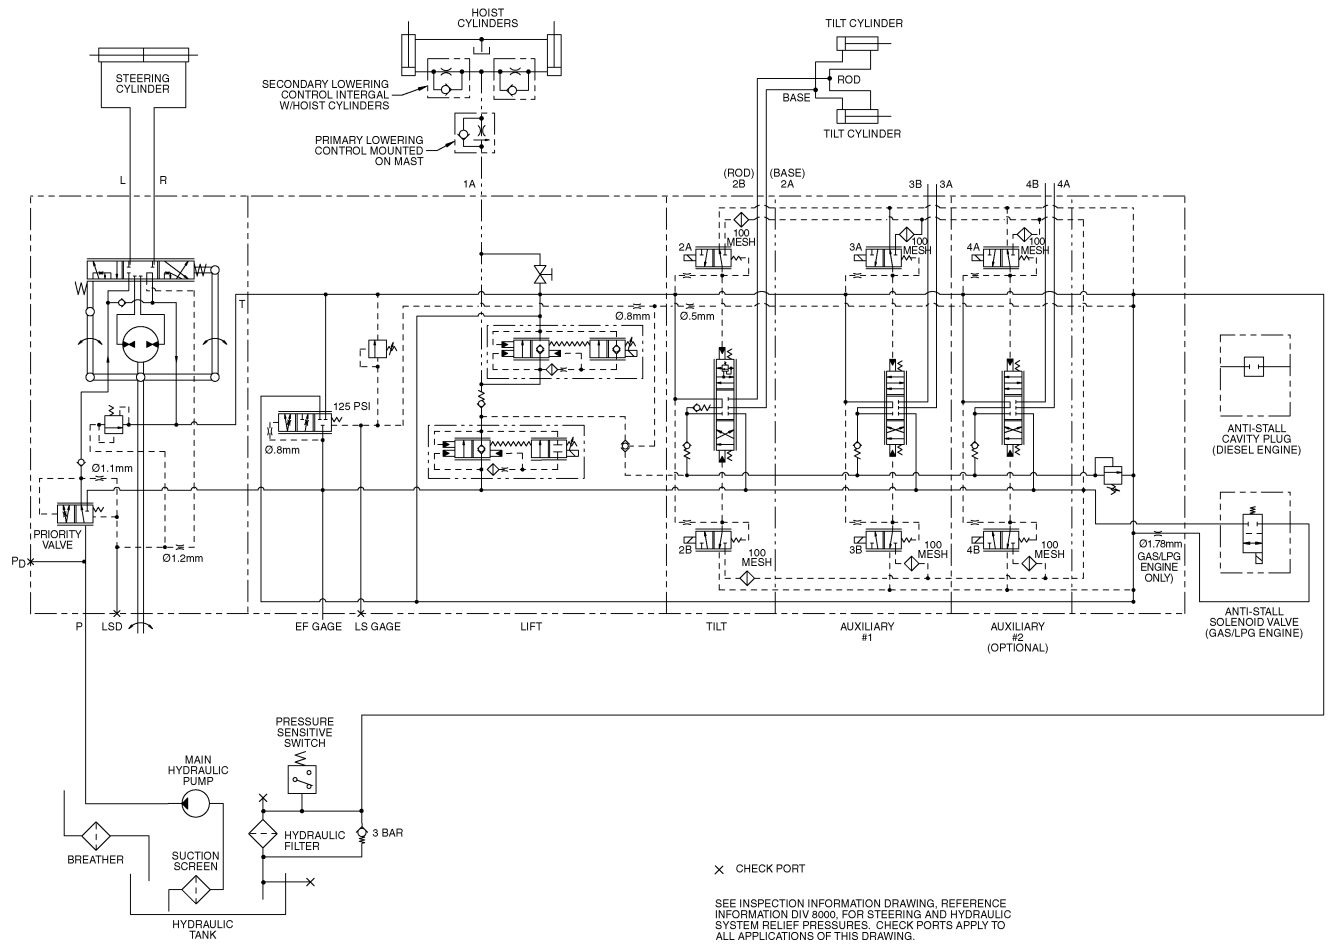 HOIST
CYLINDERS
TILT CYLINDER
STEERING
CYLINDER
SECONDARY LOWERING
CONTROL INTERGAL
W/HOIST CYLINDERS
ROD
BASE
TILT CYLINDER
PRIMARY LOWERING
CONTROL MOUNTED
ON MAST
L
R
1A
(ROD)
2B
(BASE)
2A
3B
3A
4B
4A
100
MESH
100
MESH
100
MESH
2A
3A
4A
T
Ø.8mm
Ø.5mm
125 PSI
Ø.8mm
Ø1.1mm
PRIORITY
VALVE
Ø1.2mm
PD
ANTI-STALL
CAVITY PLUG
(DIESEL ENGINE)
2B
100
MESH
3B
100
MESH
4B
100
MESH
Ø1.78mm
GAS/LPG
ENGINE
ONLY)
P
LSD
EF GAGE
LS GAGE
LIFT
TILT
AUXILIARY
#1
AUXILIARY
#2
(OPTIONAL)
ANTI-STALL
SOLENOID VALVE
(GAS/LPG ENGINE)
PRESSURE
SENSITIVE
SWITCH
MAIN
HYDRAULIC
PUMP
HYDRAULIC
FILTER
3 BAR
BREATHER
SUCTION
SCREEN
HYDRAULIC
TANK
CHECK PORT
SEE INSPECTION INFORMATION DRAWING, REFERENCE
INFORMATION DIV 8000, FOR STEERING AND HYDRAULIC
SYSTEM RELIEF PRESSURES. CHECK PORTS APPLY TO
ALL APPLICATIONS OF THIS DRAWING.